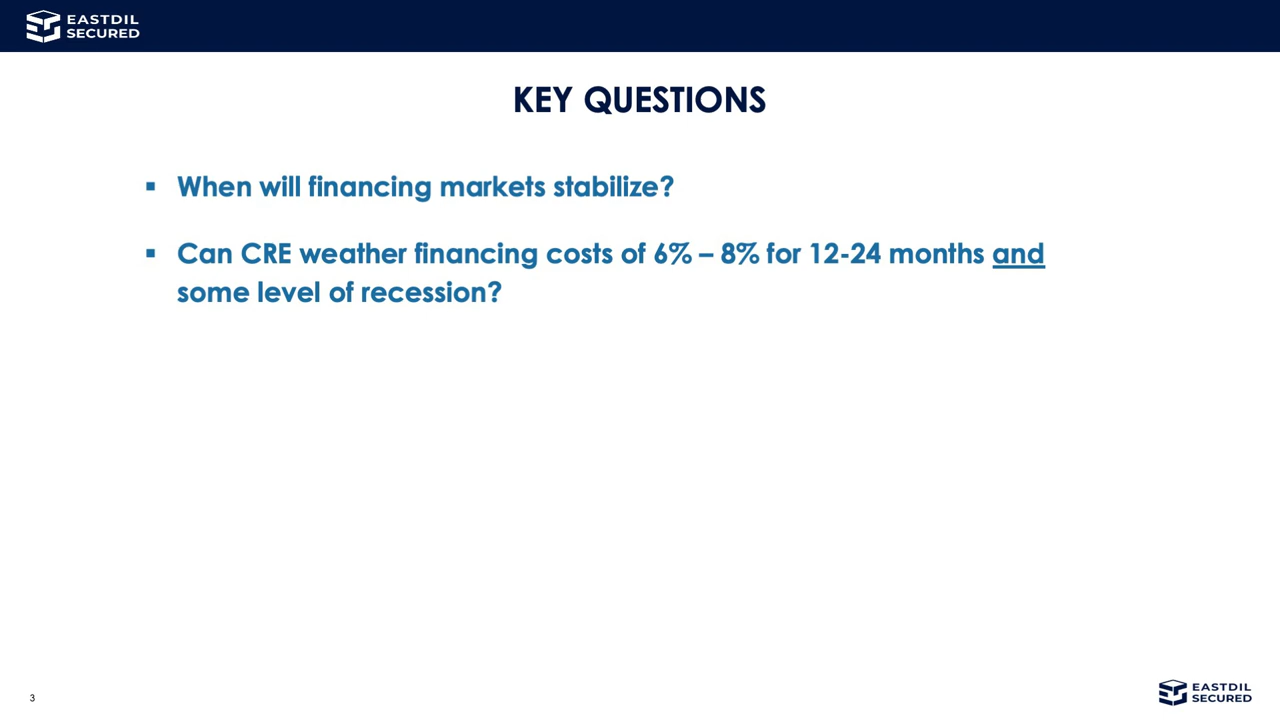 EASTDIL
SECURED
KEY QUESTIONS
▪ When will financing markets stabilize?
▪ Can CRE weather financing costs of 6% – 8% for 12-24 months and
some level of recession?
3
EASTDIL
SECURED